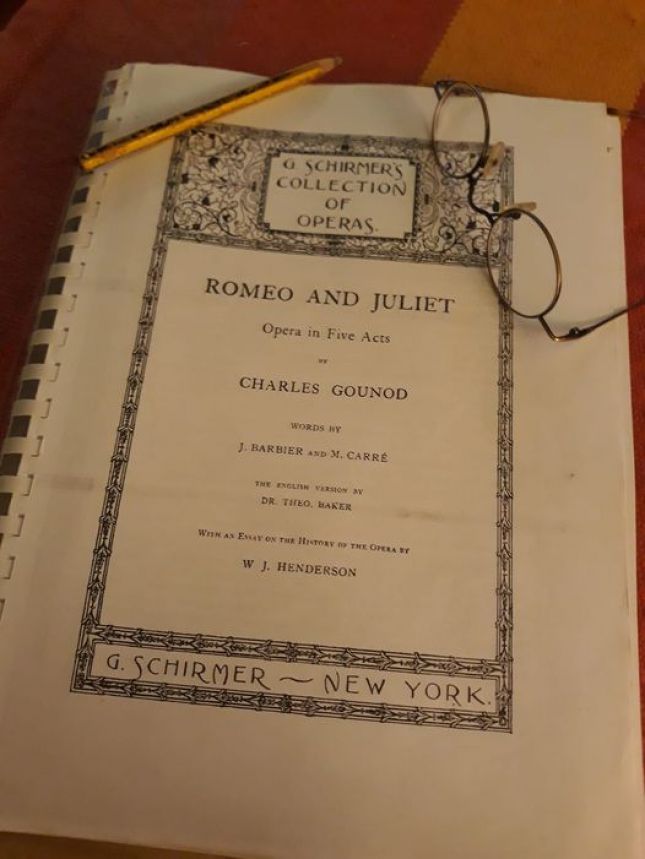 G. SCHIRMER'S
COLLECTION
OF
OPERAS.
ROMEO AND JULIET
Opera in Five Acts
BY
CHARLES GOUNOD
WORDS BY
J. BARBIER AND M. CARRÉ
THE ENGLISH VERSION BY
DR. THEO. BAKER
WITH AN ESSAY ON THE HISTORY OF THE OPERA BY
W J. HENDERSON
G. SCHIRMER ~ NEW YORK.